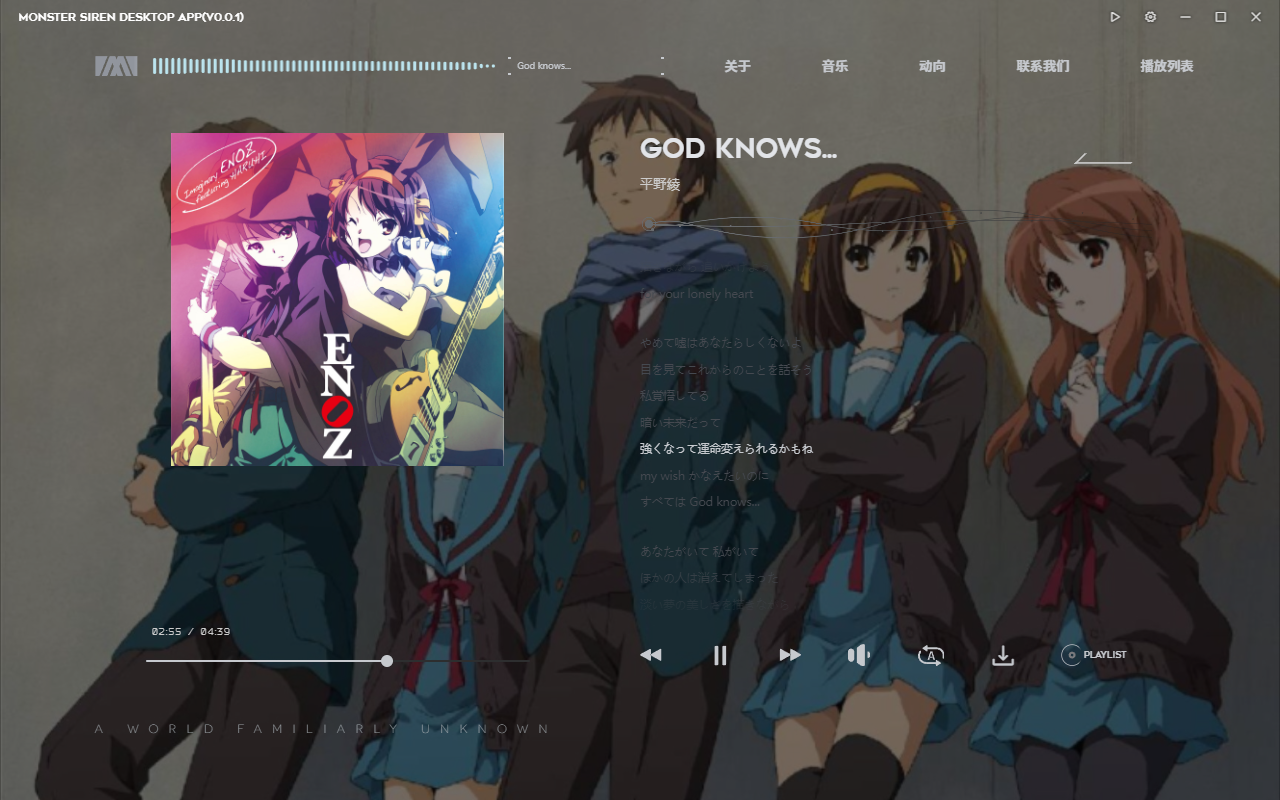 MONSTER SIREN DESKTOP APP(V0.0.1)
God knows...
关于
音乐
动向
联系我们
播放列表
Imaginary ENOZ
featuring HARUHI
ENOZ
GOD KNOWS...
平野綾
for your lonely heart
やめて嘘はあなたらしくないよ
目を見てこれからのことを話そう
私覚悟してる
暗い未来だって
強くなって運命変えられるかもね
my wish かなえたいのに
すべては God knows...
あなたがいて 私がいて
ほかの人は消えてしまった
02:55 / 04:39
A
PLAYLIST
A WORLD FAMILIARLY UNKNOWN